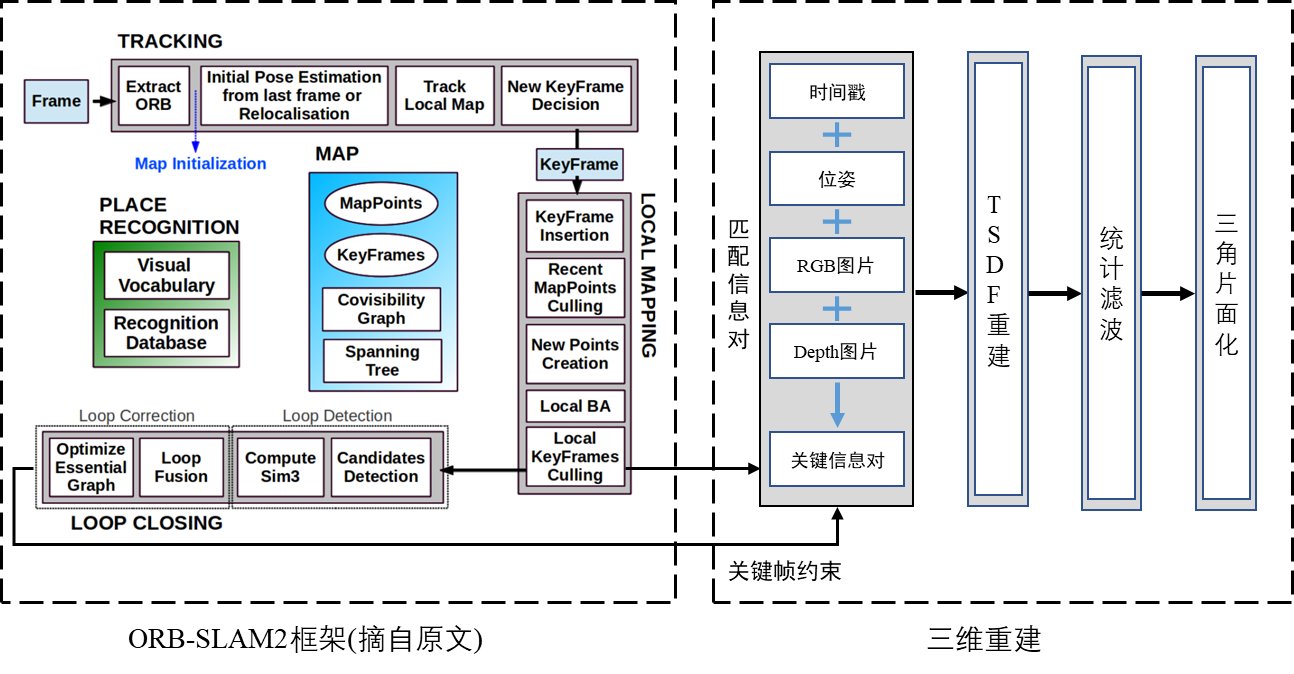 TRACKING
Frame
Extract
ORB
Initial Pose Estimation
from last frame or
Relocalisation
Track
Local Map
New KeyFrame
Decision
Map Initialization
KeyFrame
MAP
MapPoints
KeyFrames
Covisibility
Graph
Spanning
Tree
PLACE
RECOGNITION
Visual
Vocabulary
Recognition
Database
LOCAL MAPPING
KeyFrame
Insertion
Recent
MapPoints
Culling
New Points
Creation
Local BA
Local
KeyFrames
Culling
Loop Correction
Loop Detection
Optimize
Essential
Graph
Loop
Fusion
Compute
Sim3
Candidates
Detection
LOOP CLOSING
ORB-SLAM2框架(摘自原文)
匹配信息对
时间戳
位姿
RGB图片
Depth图片
关键信息对
关键帧约束
TSDF重建
统计滤波
三角片面化
三维重建